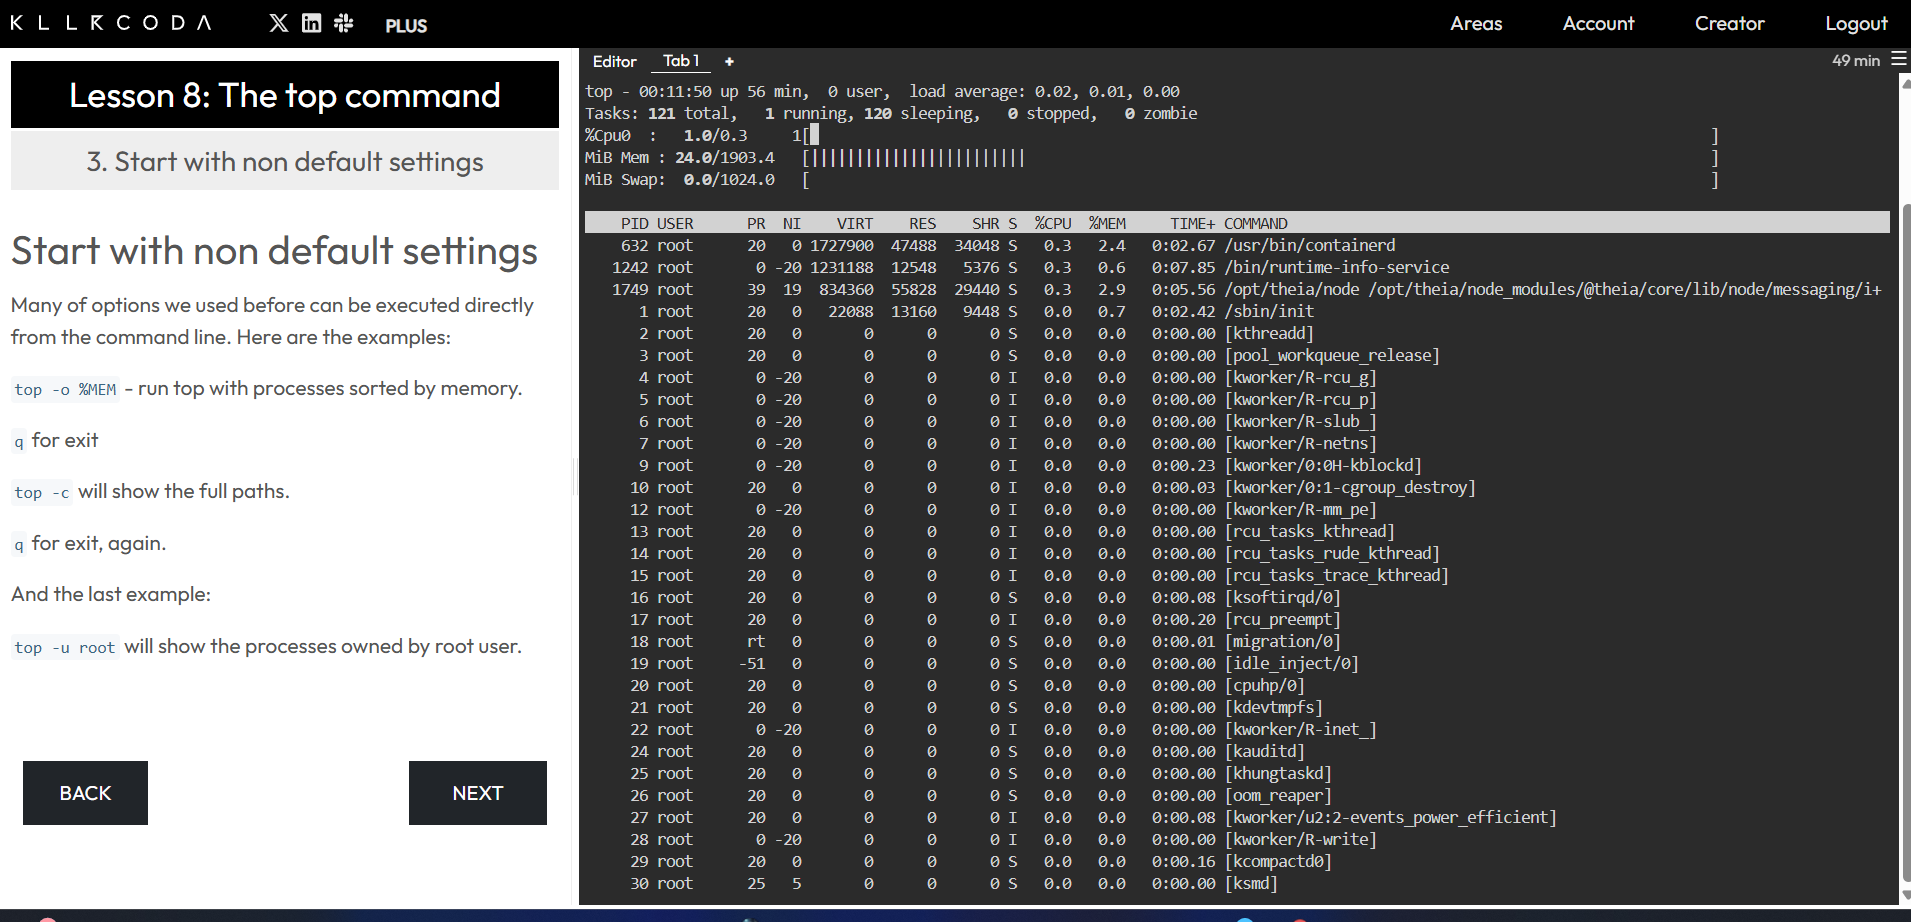 KLLRCODA PLUS Areas Account Creator Logout
Lesson 8: The top command
3. Start with non default settings
Start with non default settings
Many of options we used before can be executed directly
from the command line. Here are the examples:
top -o %MEM - run top with processes sorted by memory.
q for exit
top -c will show the full paths.
q for exit, again.
And the last example:
top -u root will show the processes owned by root user.
BACK NEXT
Editor Tab 1 + 49 min
top - 00:11:50 up 56 min,  0 user,  load average: 0.02, 0.01, 0.00
Tasks: 121 total,   1 running, 120 sleeping,   0 stopped,   0 zombie
%Cpu0  :   1.0/0.3     1[ ]
MiB Mem : 24.0/1903.4   [|||||||||||||||||||||||| ]
MiB Swap:  0.0/1024.0   [ ]
PID USER      PR  NI    VIRT    RES    SHR S  %CPU  %MEM     TIME+ COMMAND
632 root      20   0 1727900  47488  34048 S   0.3   2.4   0:02.67 /usr/bin/containerd
1242 root       0 -20 1231188  12548   5376 S   0.3   0.6   0:07.85 /bin/runtime-info-service
1749 root      39  19  834360  55828  29440 S   0.3   2.9   0:05.56 /opt/theia/node /opt/theia/node_modules/@theia/core/lib/node/messaging/i+
1 root      20   0   22088  13160   9448 S   0.0   0.7   0:02.42 /sbin/init
2 root      20   0       0      0      0 S   0.0   0.0   0:00.00 [kthreadd]
3 root      20   0       0      0      0 S   0.0   0.0   0:00.00 [pool_workqueue_release]
4 root       0 -20       0      0      0 I   0.0   0.0   0:00.00 [kworker/R-rcu_g]
5 root       0 -20       0      0      0 I   0.0   0.0   0:00.00 [kworker/R-rcu_p]
6 root       0 -20       0      0      0 I   0.0   0.0   0:00.00 [kworker/R-slub_]
7 root       0 -20       0      0      0 I   0.0   0.0   0:00.00 [kworker/R-netns]
9 root       0 -20       0      0      0 I   0.0   0.0   0:00.23 [kworker/0:0H-kblockd]
10 root      20   0       0      0      0 I   0.0   0.0   0:00.03 [kworker/0:1-cgroup_destroy]
12 root       0 -20       0      0      0 I   0.0   0.0   0:00.00 [kworker/R-mm_pe]
13 root      20   0       0      0      0 I   0.0   0.0   0:00.00 [rcu_tasks_kthread]
14 root      20   0       0      0      0 I   0.0   0.0   0:00.00 [rcu_tasks_rude_kthread]
15 root      20   0       0      0      0 I   0.0   0.0   0:00.00 [rcu_tasks_trace_kthread]
16 root      20   0       0      0      0 S   0.0   0.0   0:00.08 [ksoftirqd/0]
17 root      20   0       0      0      0 I   0.0   0.0   0:00.20 [rcu_preempt]
18 root      rt   0       0      0      0 S   0.0   0.0   0:00.01 [migration/0]
19 root     -51   0       0      0      0 S   0.0   0.0   0:00.00 [idle_inject/0]
20 root      20   0       0      0      0 S   0.0   0.0   0:00.00 [cpuhp/0]
21 root      20   0       0      0      0 S   0.0   0.0   0:00.00 [kdevtmpfs]
22 root       0 -20       0      0      0 I   0.0   0.0   0:00.00 [kworker/R-inet_]
24 root      20   0       0      0      0 S   0.0   0.0   0:00.00 [kauditd]
25 root      20   0       0      0      0 S   0.0   0.0   0:00.00 [khungtaskd]
26 root      20   0       0      0      0 S   0.0   0.0   0:00.00 [oom_reaper]
27 root      20   0       0      0      0 I   0.0   0.0   0:00.08 [kworker/u2:2-events_power_efficient]
28 root       0 -20       0      0      0 I   0.0   0.0   0:00.00 [kworker/R-write]
29 root      20   0       0      0      0 S   0.0   0.0   0:00.16 [kcompactd0]
30 root      25   5       0      0      0 S   0.0   0.0   0:00.00 [ksmd]